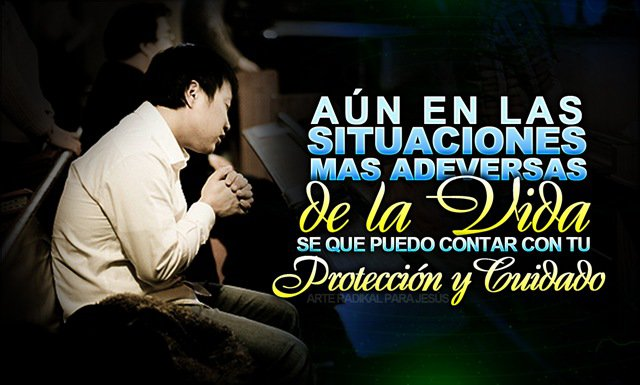 AÚN EN LAS
SITUACIONES
MAS ADEVERSAS
de la Vida
SE QUE PUEDO CONTAR CON TU
Protección y Cuidado
ARTE RADIKAL PARA JESUS